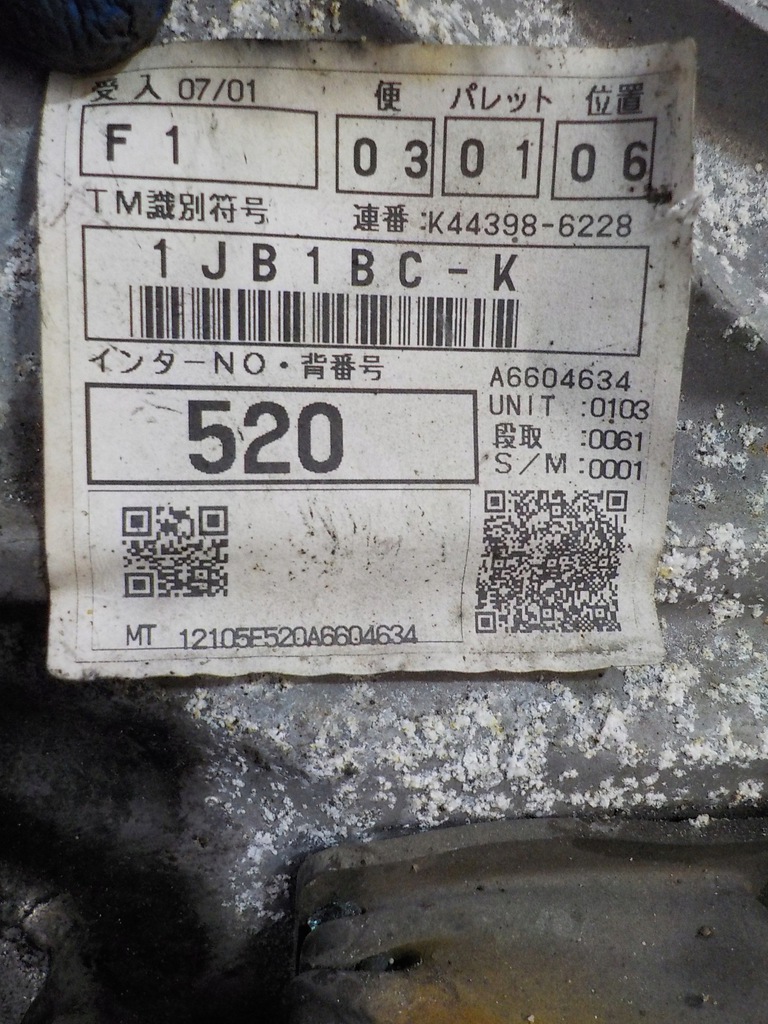 受入 07/01 便 パレット 位置
F1 03 01 06
TM識別符号 連番:K44398-6228
1JB1BC-K
インターNO・背番号 A6604634
520 UNIT :0103
段取 :0061
S/M:0001
MT 12105E520A6604634